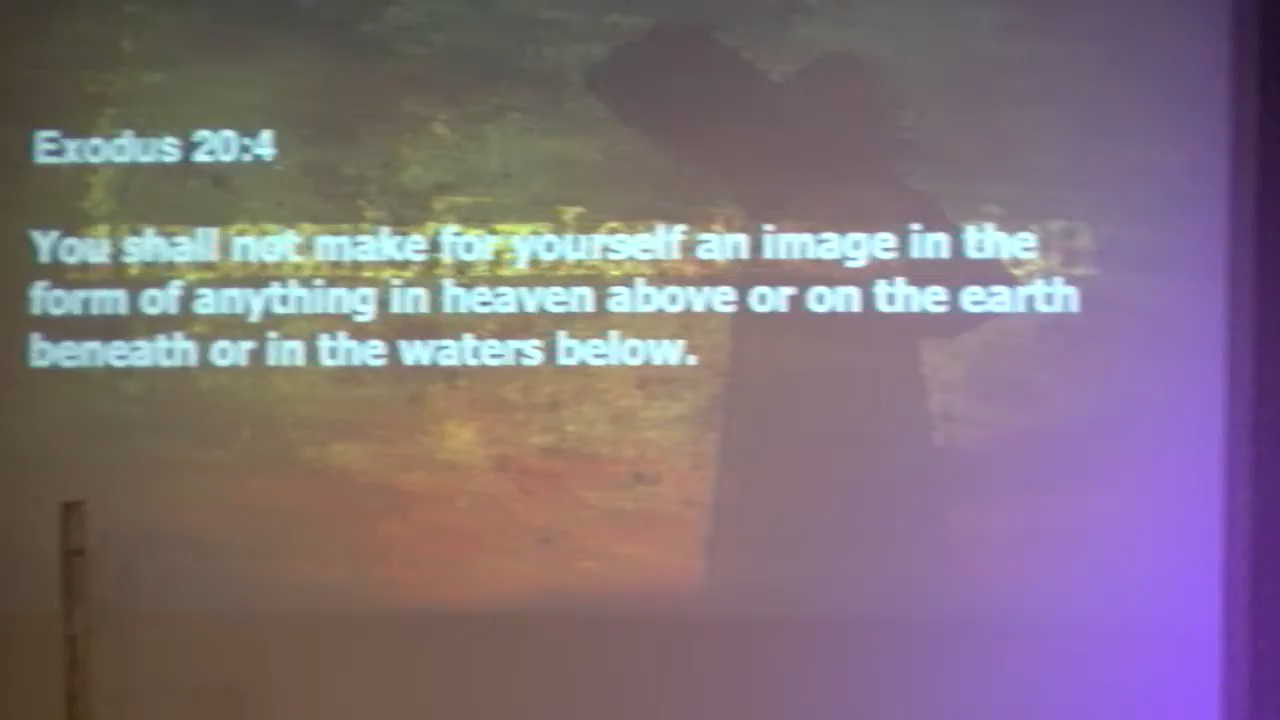 Exodus 20:4
You shall not make for yourself an image in the
form of anything in heaven above or on the earth
beneath or in the waters below.